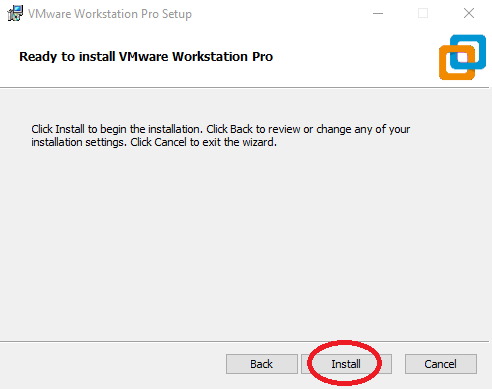 VMware Workstation Pro Setup
Ready to install VMware Workstation Pro
Click Install to begin the installation. Click Back to review or change any of your
installation settings. Click Cancel to exit the wizard.
Back Install Cancel